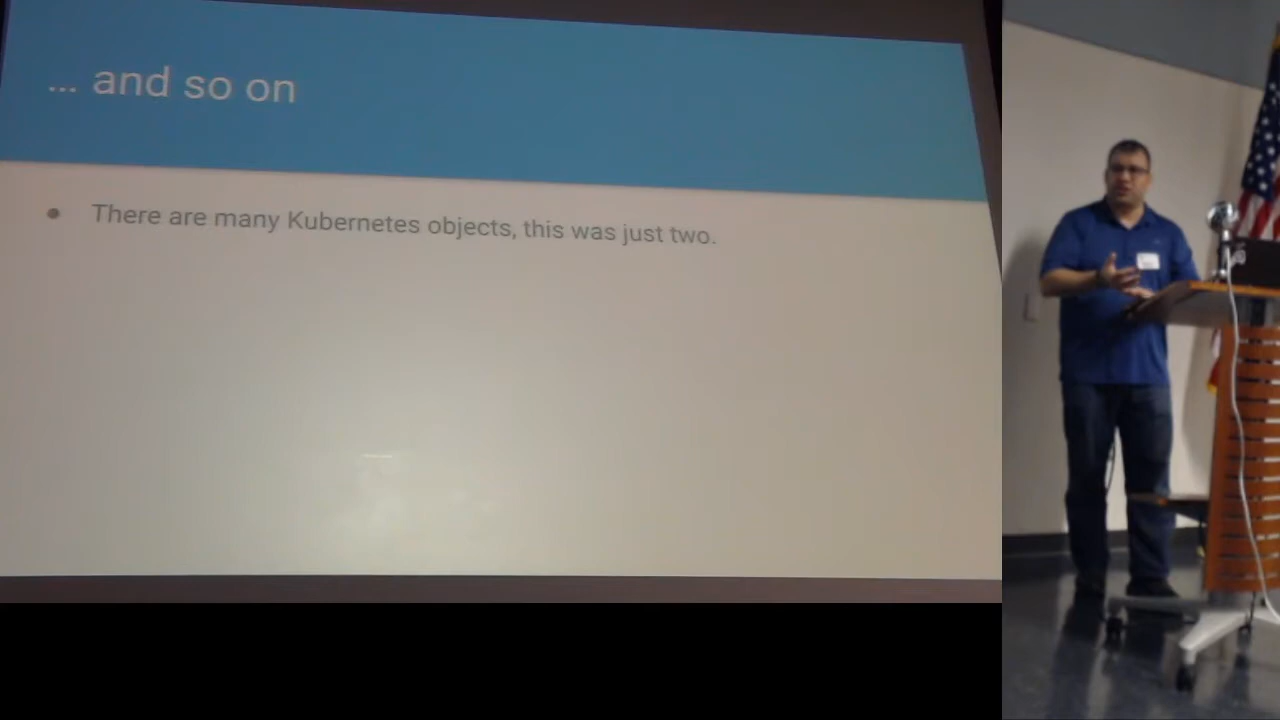 ... and so on
• There are many Kubernetes objects, this was just two.